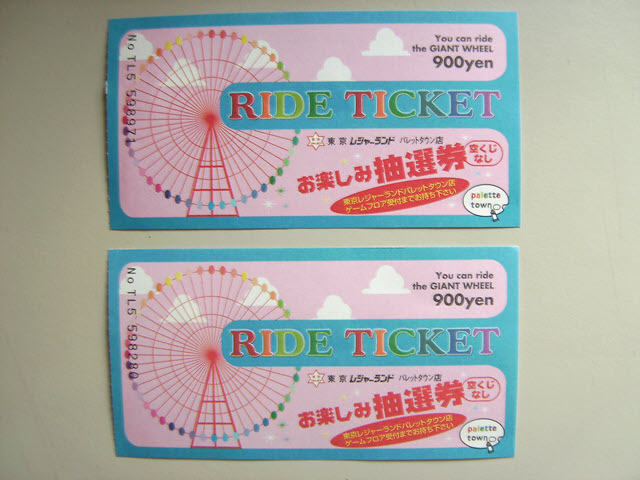 No TL5 598971
You can ride
the GIANT WHEEL
900yen
RIDE TICKET
東京レジャーランド パレットタウン店
お楽しみ抽選券
空くじ
なし
東京レジャーランドパレットタウン店
ゲームフロア受付までお持ち下さい
palette
town
No TL5 598280
You can ride
the GIANT WHEEL
900yen
RIDE TICKET
東京レジャーランド パレットタウン店
お楽しみ抽選券
空くじ
なし
東京レジャーランドパレットタウン店
ゲームフロア受付までお持ち下さい
palette
town